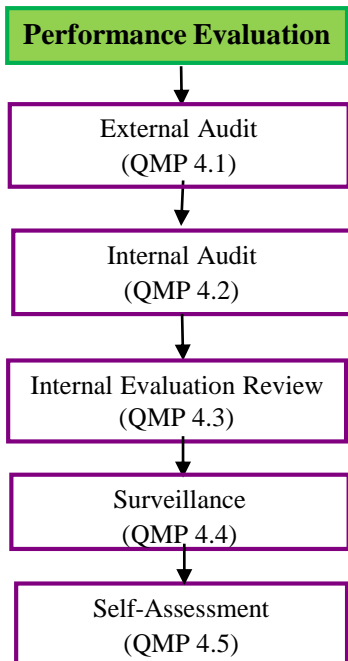 Performance Evaluation
External Audit
(QMP 4.1)
Internal Audit
(QMP 4.2)
Internal Evaluation Review
(QMP 4.3)
Surveillance
(QMP 4.4)
Self-Assessment
(QMP 4.5)